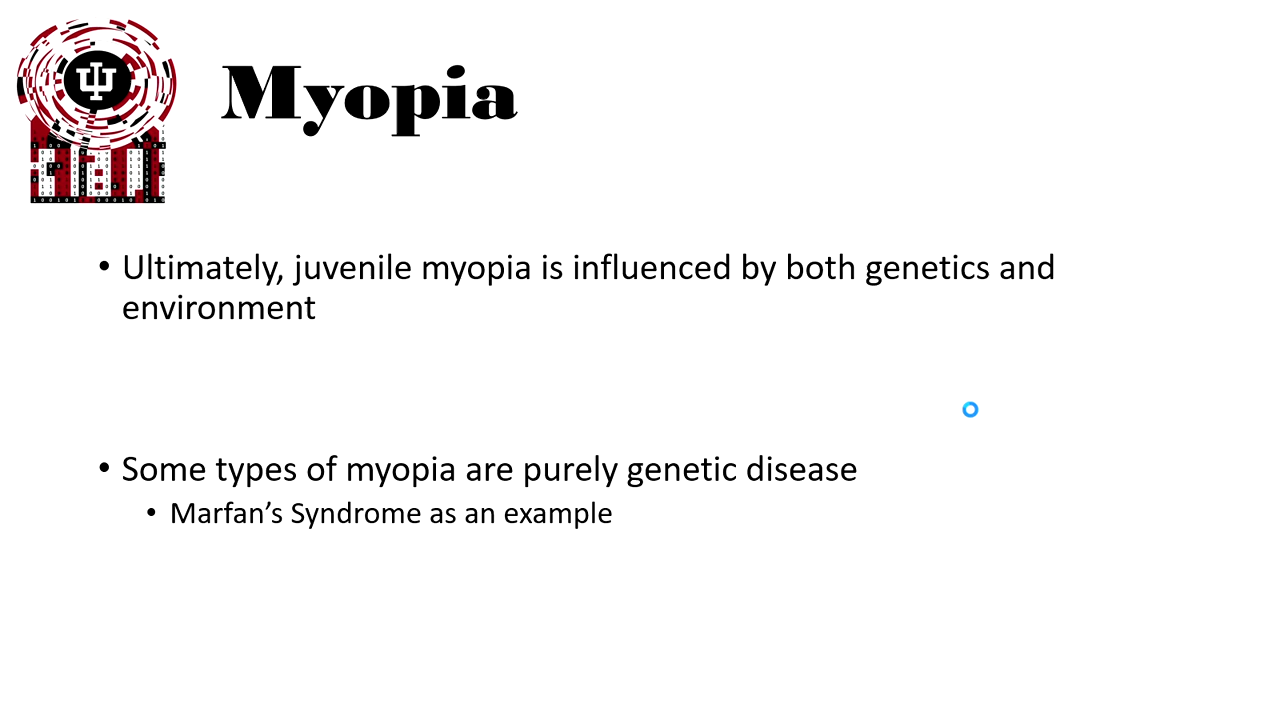 Myopia
• Ultimately, juvenile myopia is influenced by both genetics and
environment
• Some types of myopia are purely genetic disease
• Marfan’s Syndrome as an example